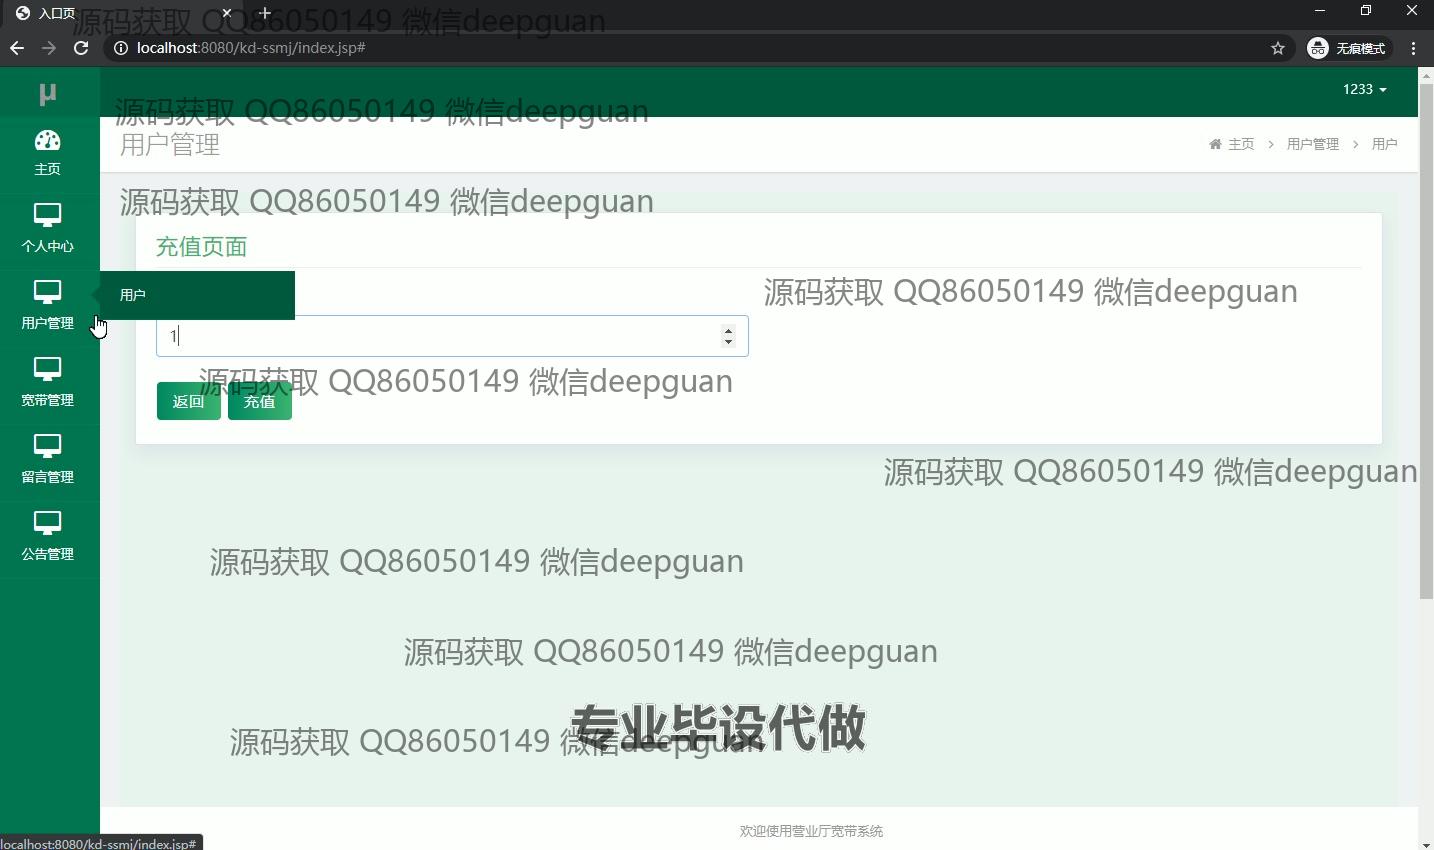 入口页
源码获取 QQ86050149 微信deepguan
localhost:8080/kd-ssmj/index.jsp#
无痕模式
μ
1233
源码获取 QQ86050149 微信deepguan
用户管理
主页 > 用户管理 > 用户
主页
源码获取 QQ86050149 微信deepguan
充值页面
个人中心
用户
源码获取 QQ86050149 微信deepguan
用户管理
1
源码获取 QQ86050149 微信deepguan
返回
充值
宽带管理
留言管理
源码获取 QQ86050149 微信deepguan
公告管理
源码获取 QQ86050149 微信deepguan
源码获取 QQ86050149 微信deepguan
专业毕设代做
源码获取 QQ86050149 微信deepguan
欢迎使用营业厅宽带系统
localhost:8080/kd-ssmj/index.jsp#